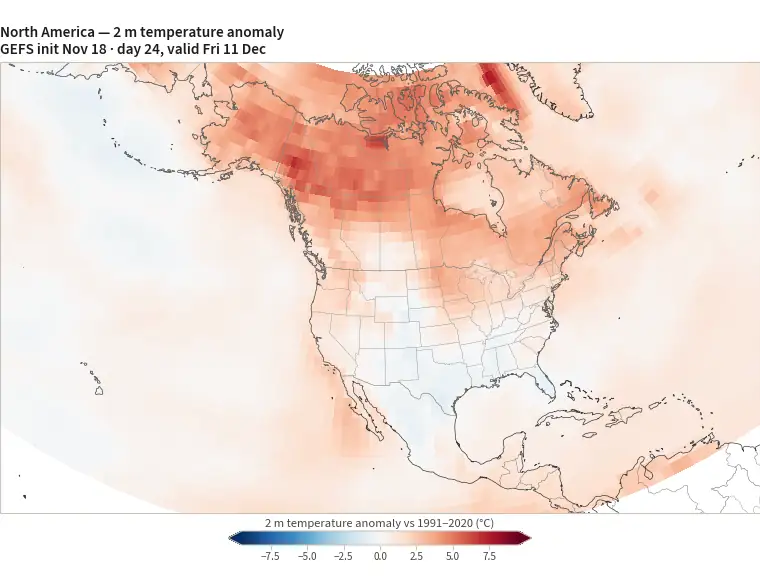 North America — 2 m temperature anomaly
GEFS init Nov 18 · day 24, valid Fri 11 Dec
2 m temperature anomaly vs 1991–2020 (°C)
−7.5 −5.0 −2.5 0.0 2.5 5.0 7.5